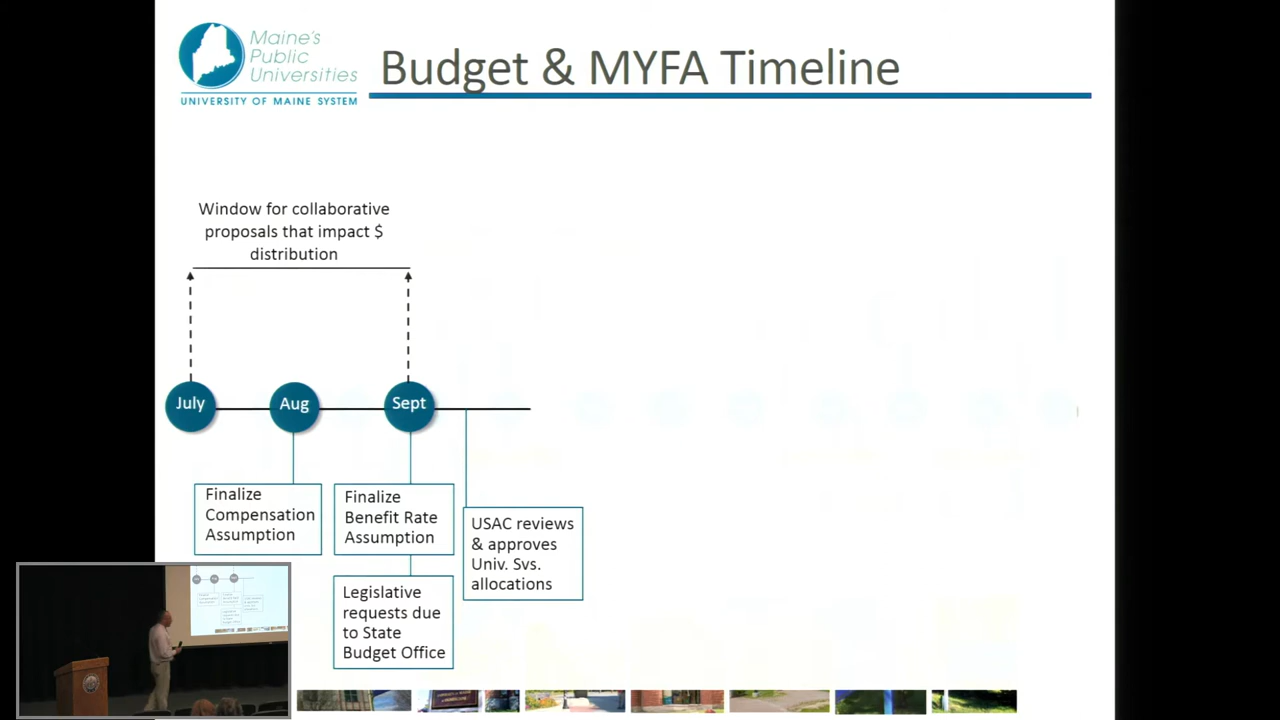 Maine's
Public
Universities
UNIVERSITY OF MAINE SYSTEM
Budget & MYFA Timeline
Window for collaborative
proposals that impact $
distribution
July
Aug
Sept
Finalize
Compensation
Assumption
Finalize
Benefit Rate
Assumption
USAC reviews
& approves
Univ. Svs.
allocations
Legislative
requests due
to State
Budget Office